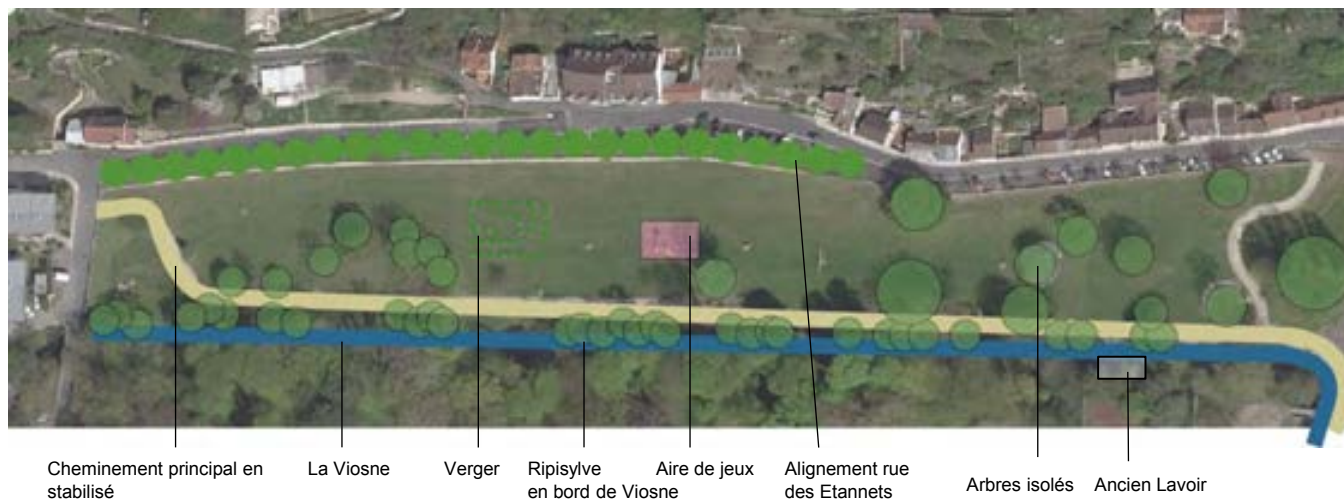 Cheminement principal en
stabilisé
La Viosne
Verger
Ripisylve
en bord de Viosne
Aire de jeux
Alignement rue
des Etannets
Arbres isolés
Ancien Lavoir